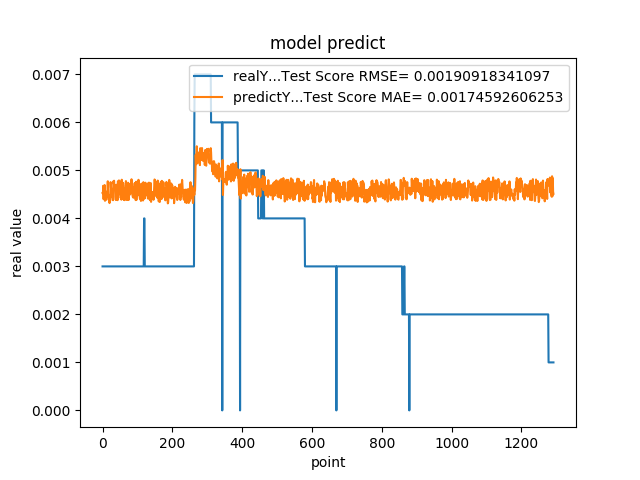 model predict
realY...Test Score RMSE= 0.00190918341097
predictY...Test Score MAE= 0.00174592606253
0.007
0.006
0.005
0.004
0.003
0.002
0.001
0.000
real value
0 200 400 600 800 1000 1200
point